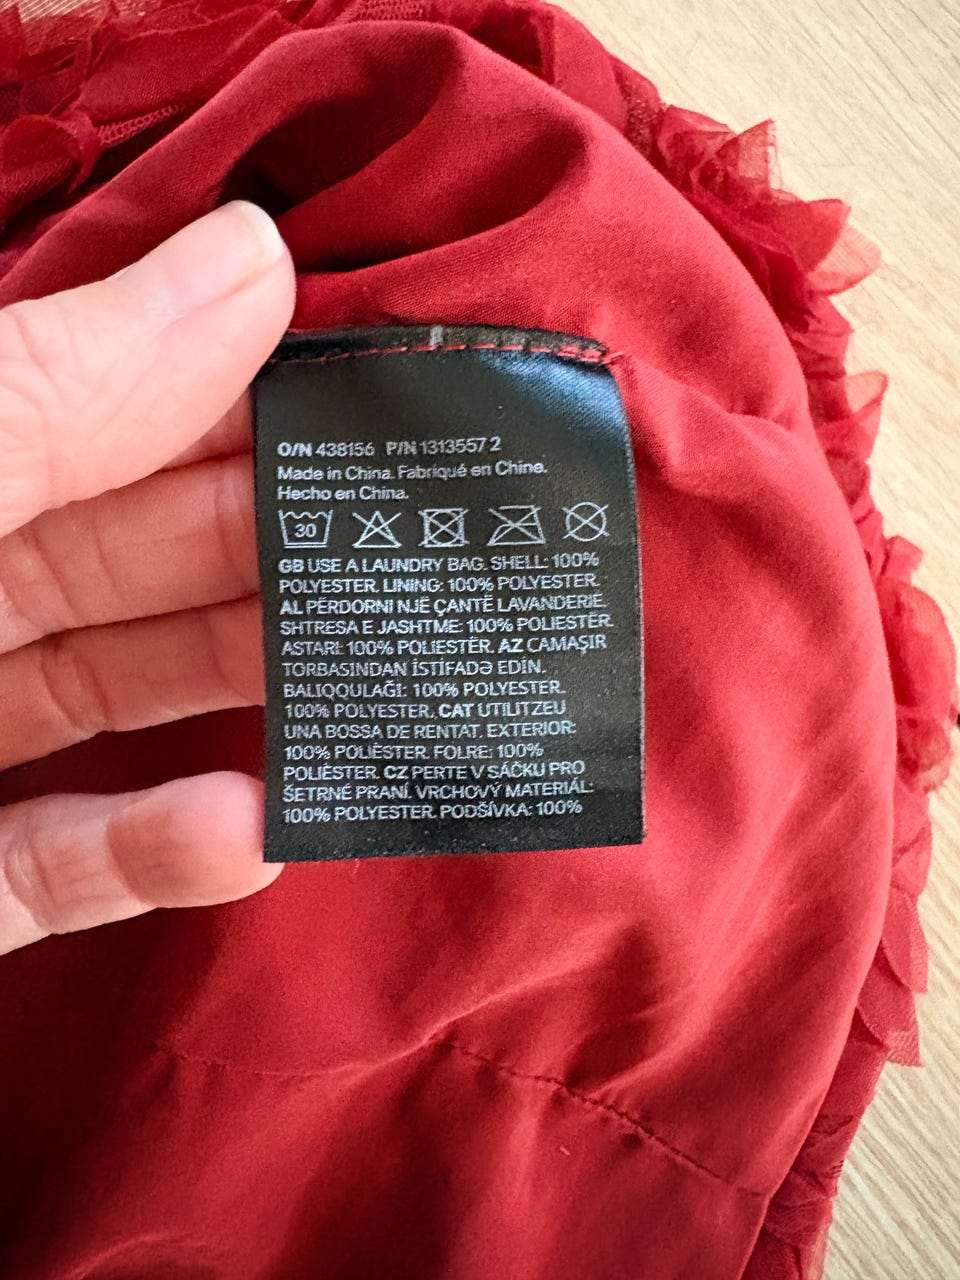 O/N 438156 P/N 1313557 2
Made in China. Fabriqué en Chine.
Hecho en China.
30
GB USE A LAUNDRY BAG. SHELL: 100%
POLYESTER. LINING: 100% POLYESTER.
AL PËRDORNI NJË ÇANTË LAVANDERIE.
SHTRESA E JASHTME: 100% POLIESTËR.
ASTARI: 100% POLIESTËR. AZ CAMAŞIR
TORBASINDAN İSTİFADƏ EDİN.
BALIQQULAĞI: 100% POLYESTER.
100% POLYESTER. CAT UTILITZEU
UNA BOSSA DE RENTAT. EXTERIOR:
100% POLIÈSTER. FOLRE: 100%
POLIÈSTER. CZ PERTE V SÁČKU PRO
ŠETRNÉ PRANÍ. VRCHOVÝ MATERIÁL:
100% POLYESTER. PODŠÍVKA: 100%